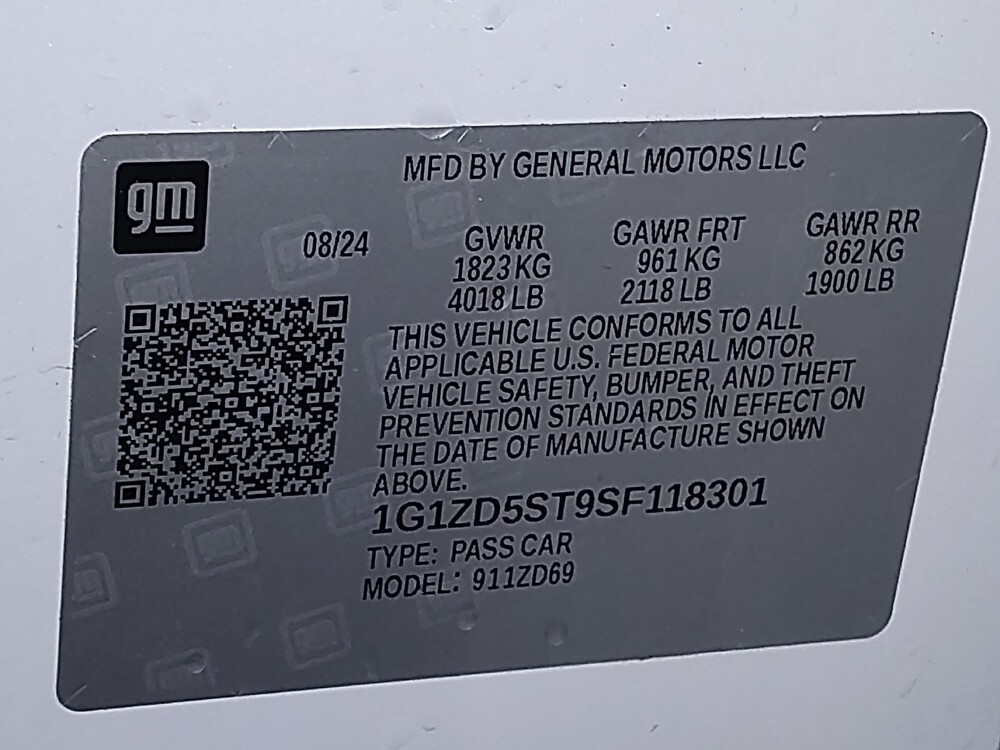 gm
MFD BY GENERAL MOTORS LLC
08/24
GVWR
1823 KG
4018 LB
GAWR FRT
961 KG
2118 LB
GAWR RR
862 KG
1900 LB
THIS VEHICLE CONFORMS TO ALL
APPLICABLE U.S. FEDERAL MOTOR
VEHICLE SAFETY, BUMPER, AND THEFT
PREVENTION STANDARDS IN EFFECT ON
THE DATE OF MANUFACTURE SHOWN
ABOVE.
1G1ZD5ST9SF118301
TYPE: PASS CAR
MODEL: 911ZD69